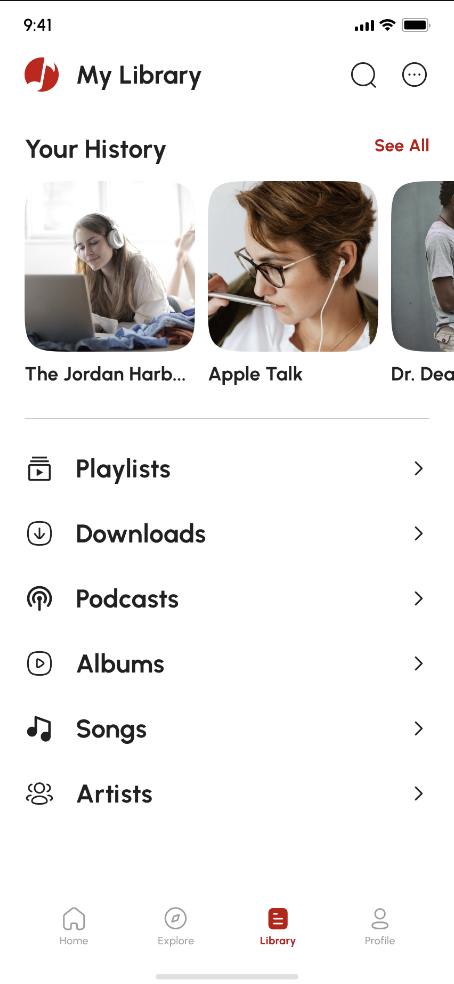 9:41
My Library
Your History
See All
The Jordan Harb...
Apple Talk
Dr. Dea
Playlists
Downloads
Podcasts
Albums
Songs
Artists
Home
Explore
Library
Profile